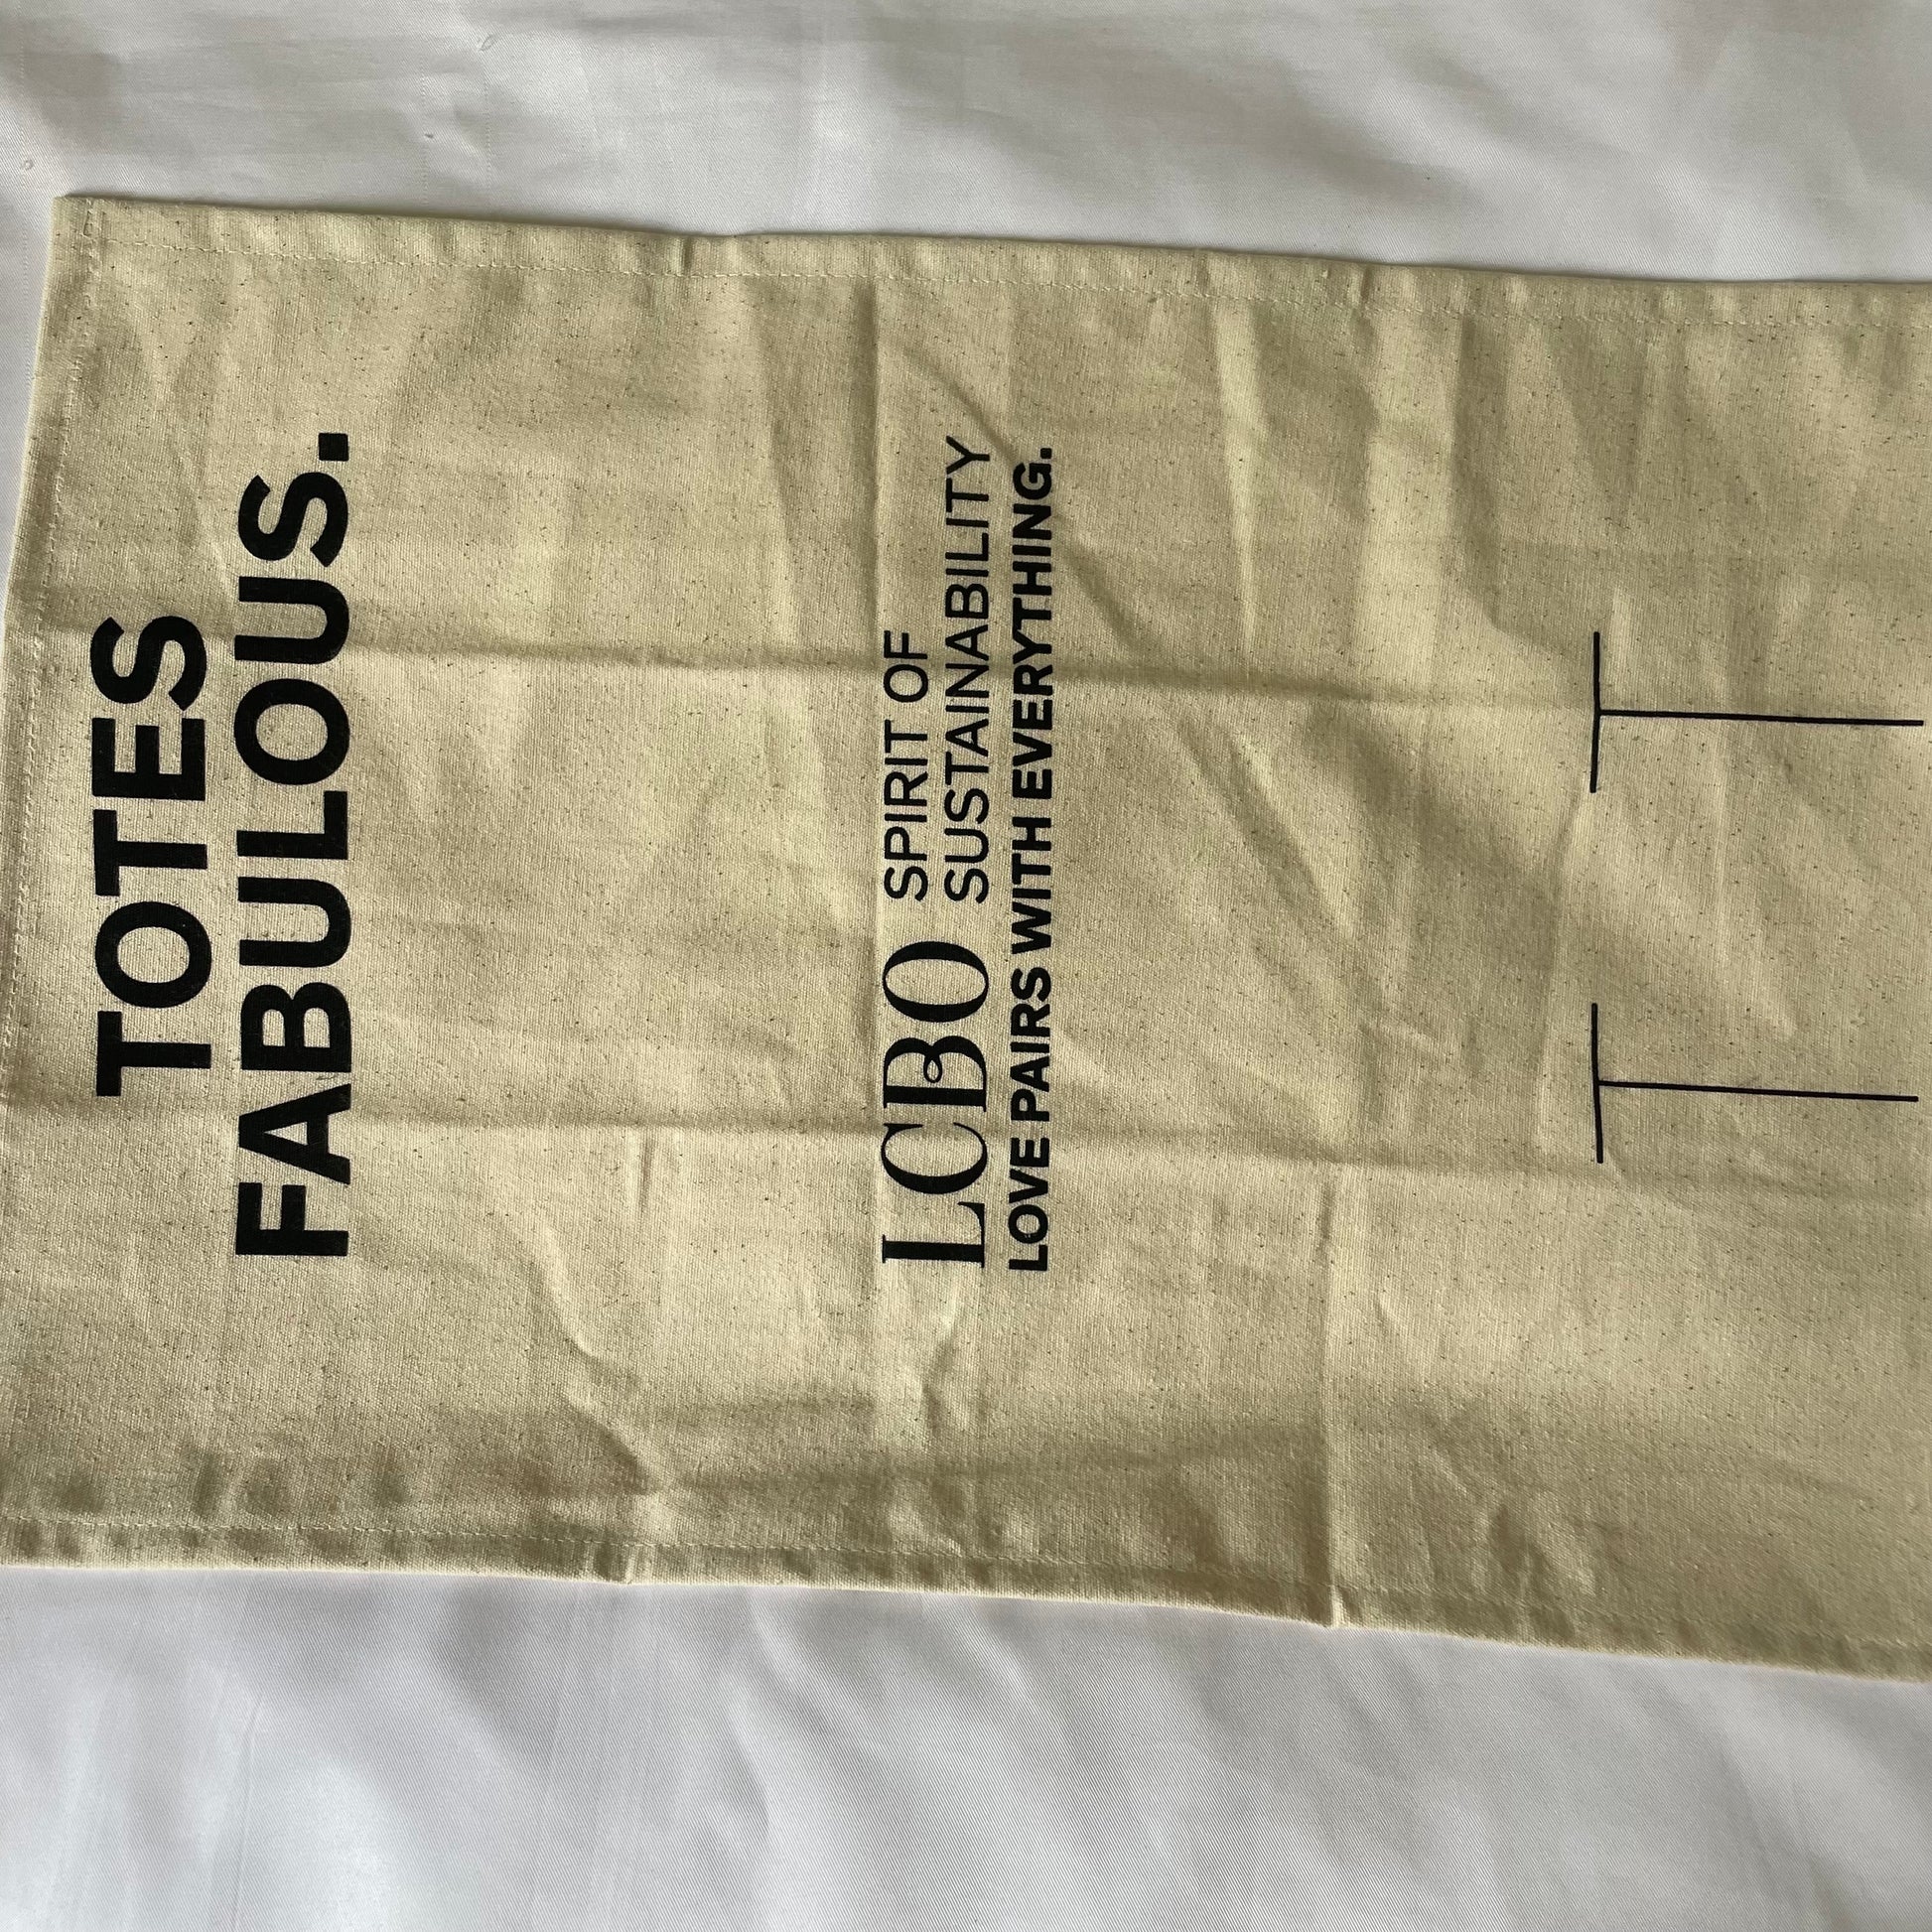 TOTES
FABULOUS.
LCBO SPIRIT OF
SUSTAINABILITY
LOVE PAIRS WITH EVERYTHING.